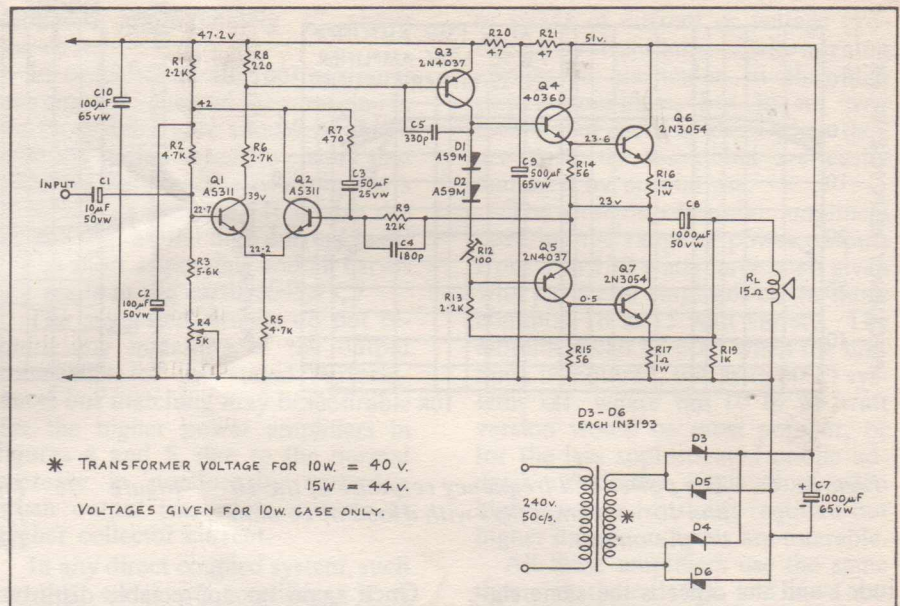 47.2v
R20
47
R21
47
51v.
R1
2.2K
R8
220
Q3
2N4037
Q4
40360
Q6
2N3054
C10
100µF
65VW
42
R7
470
C5
330p
23.6
R2
4.7K
R6
2.7K
D1
AS9M
C9
500µF
65VW
R14
56
R16
1Ω
1W
INPUT
C1
10µF
50VW
Q1
AS311
39v
Q2
AS311
C3
50µF
25VW
D2
AS9M
23v
C8
1000µF
50VW
22.7
R9
22K
22.2
C4
180p
R12
100
Q5
2N4037
Q7
2N3054
RL
15Ω
R3
5.6K
C2
100µF
50VW
R13
2.2K
0.5
R4
5K
R5
4.7K
R15
56
R17
1Ω
1W
R19
1K
D3-D6
EACH IN3193
* TRANSFORMER VOLTAGE FOR 10W. = 40 V.
15W = 44 V.
VOLTAGES GIVEN FOR 10W. CASE ONLY.
240v.
50c/s.
*
D3
D5
D4
D6
+
-
C7
1000µF
65VW